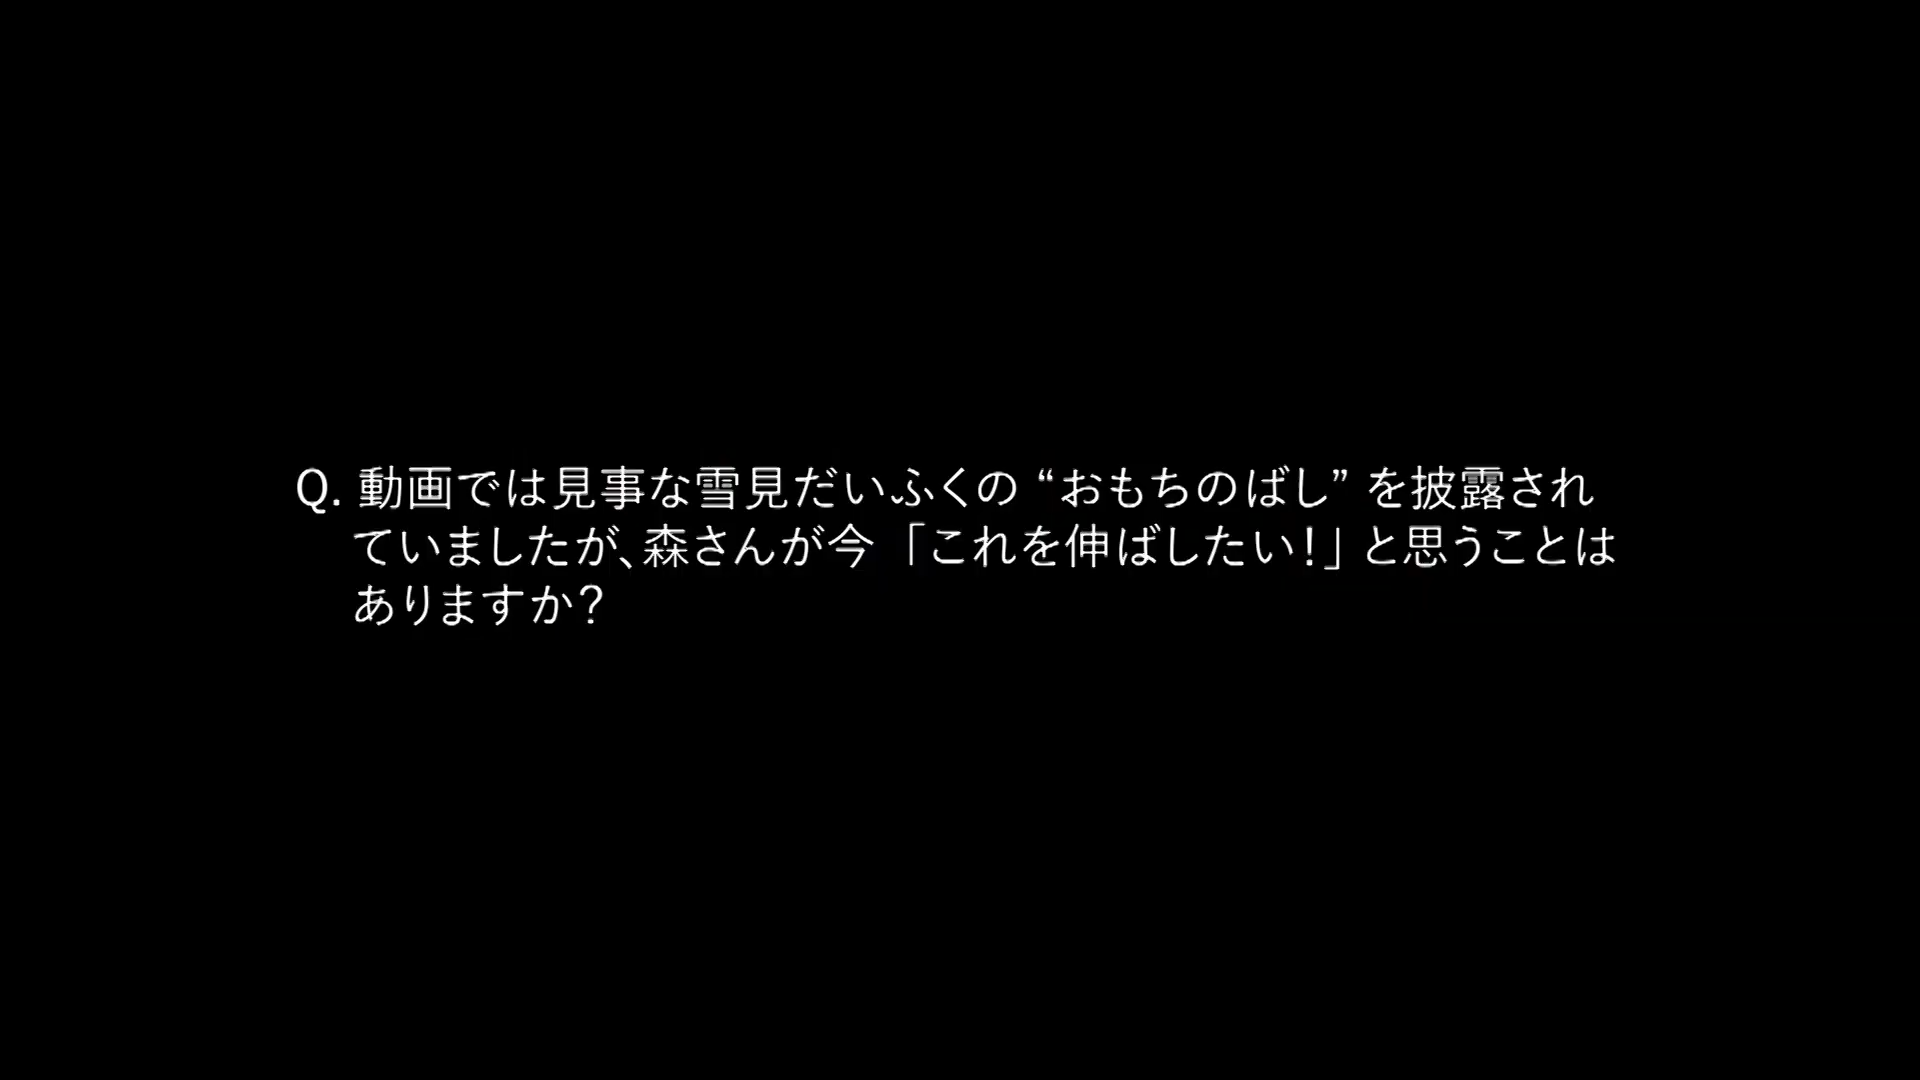 Q. 動画では見事な雪見だいふくの “おもちのばし” を披露され
ていましたが、森さんが今 「これを伸ばしたい!」 と思うことは
ありますか?